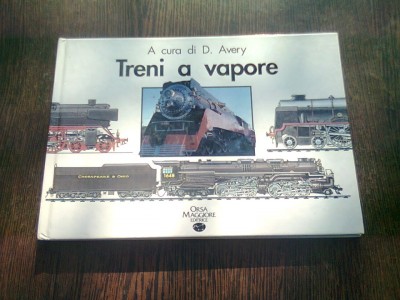 A cura di D. Avery
Treni a vapore
CHESAPEAKE & OHIO
ORSA
MAGGIORE
EDITRICE